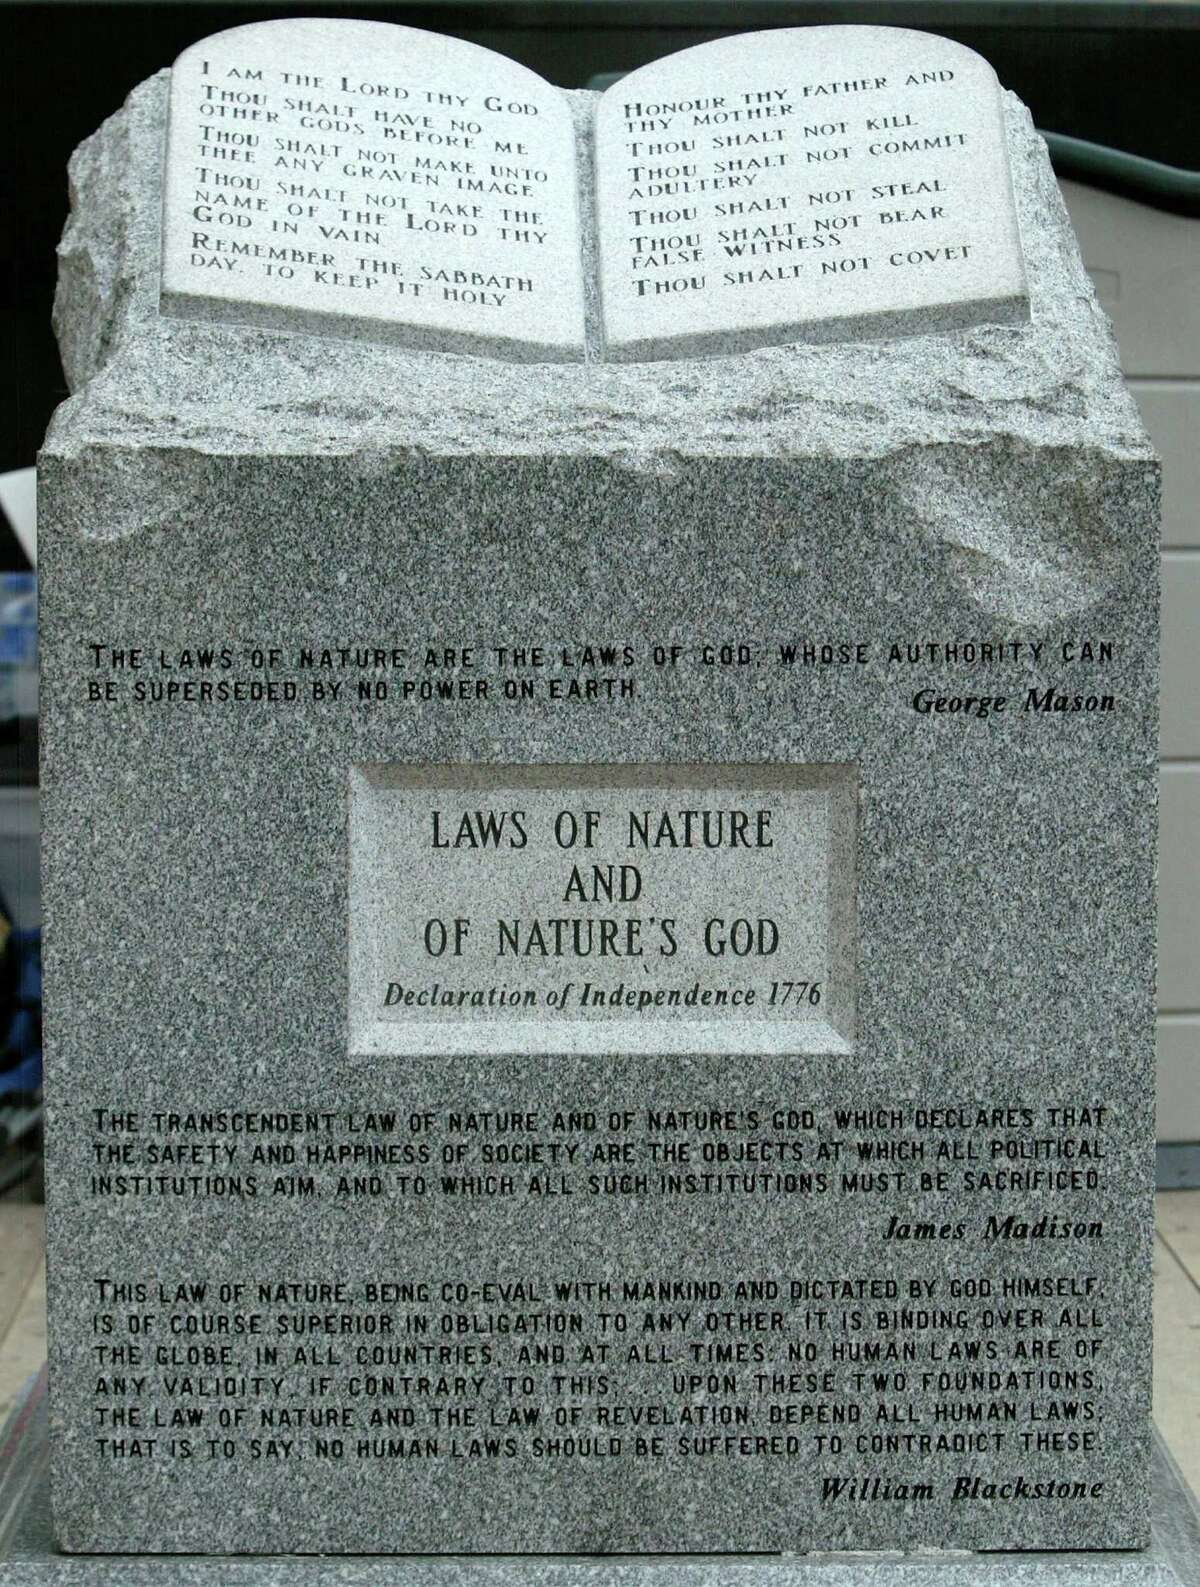 I AM THE LORD THY GOD
THOU SHALT HAVE NO
OTHER GODS BEFORE ME
THOU SHALT NOT MAKE UNTO
THEE ANY GRAVEN IMAGE
THOU SHALT NOT TAKE THE
NAME OF THE LORD THY
GOD IN VAIN
REMEMBER THE SABBATH
DAY, TO KEEP IT HOLY
HONOUR THY FATHER AND
THY MOTHER
THOU SHALT NOT KILL
THOU SHALT NOT COMMIT
ADULTERY
THOU SHALT NOT STEAL
THOU SHALT NOT BEAR
FALSE WITNESS
THOU SHALT NOT COVET
THE LAWS OF NATURE ARE THE LAWS OF GOD, WHOSE AUTHORITY CAN
BE SUPERSEDED BY NO POWER ON EARTH.
George Mason
LAWS OF NATURE
AND
OF NATURE'S GOD
Declaration of Independence 1776
THE TRANSCENDENT LAW OF NATURE AND OF NATURE'S GOD, WHICH DECLARES THAT
THE SAFETY AND HAPPINESS OF SOCIETY ARE THE OBJECTS AT WHICH ALL POLITICAL
INSTITUTIONS AIM, AND TO WHICH ALL SUCH INSTITUTIONS MUST BE SACRIFICED.
James Madison
THIS LAW OF NATURE, BEING CO-EVAL WITH MANKIND AND DICTATED BY GOD HIMSELF,
IS OF COURSE SUPERIOR IN OBLIGATION TO ANY OTHER. IT IS BINDING OVER ALL
THE GLOBE, IN ALL COUNTRIES, AND AT ALL TIMES: NO HUMAN LAWS ARE OF
ANY VALIDITY, IF CONTRARY TO THIS; ... UPON THESE TWO FOUNDATIONS,
THE LAW OF NATURE AND THE LAW OF REVELATION, DEPEND ALL HUMAN LAWS;
THAT IS TO SAY, NO HUMAN LAWS SHOULD BE SUFFERED TO CONTRADICT THESE.
William Blackstone